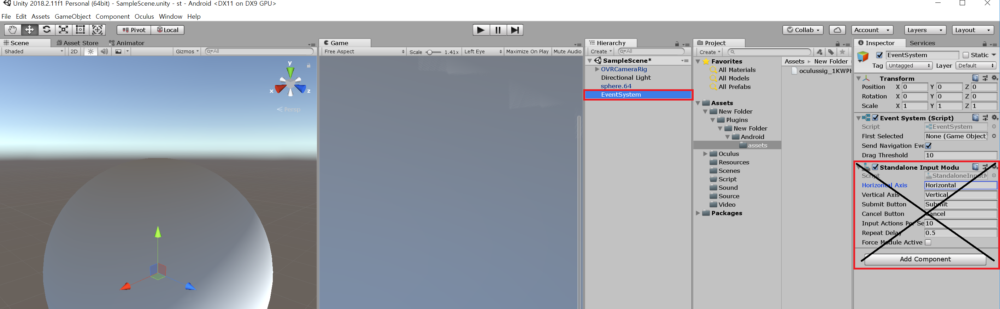 Unity 2018.2.11f1 Personal (64bit) - SampleScene.unity - st - Android <DX11 on DX9 GPU>
File Edit Assets GameObject Component Oculus Window Help
Pivot Local Collab Account Layers Layout
Scene Asset Store Animator
Shaded 2D Gizmos All
y
x z
Persp
Game
Free Aspect Scale 1.41x Left Eye Maximize On Play Mute Audio
Hierarchy
Create All
SampleScene*
OVRCameraRig
Directional Light
sphere.64
EventSystem
Project
Create
Favorites
All Materials
All Models
All Prefabs
Assets
New Folder
Plugins
New Folder
Android
assets
Oculus
Resources
Scenes
Script
Sound
Source
Video
Packages
Assets New Folder
oculussig_1KWPH
Inspector Services
EventSystem Static
Tag Untagged Layer Default
Transform
Position X 0 Y 0 Z 0
Rotation X 0 Y 0 Z 0
Scale X 1 Y 1 Z 1
Event System (Script)
Script EventSystem
First Selected None (Game Object)
Send Navigation Eve
Drag Threshold 10
Standalone Input Modu
Script StandaloneInputM
Horizontal Axis Horizontal
Vertical Axis Vertical
Submit Button Submit
Cancel Button Cancel
Input Actions Per Se 10
Repeat Delay 0.5
Force Module Active
Add Component